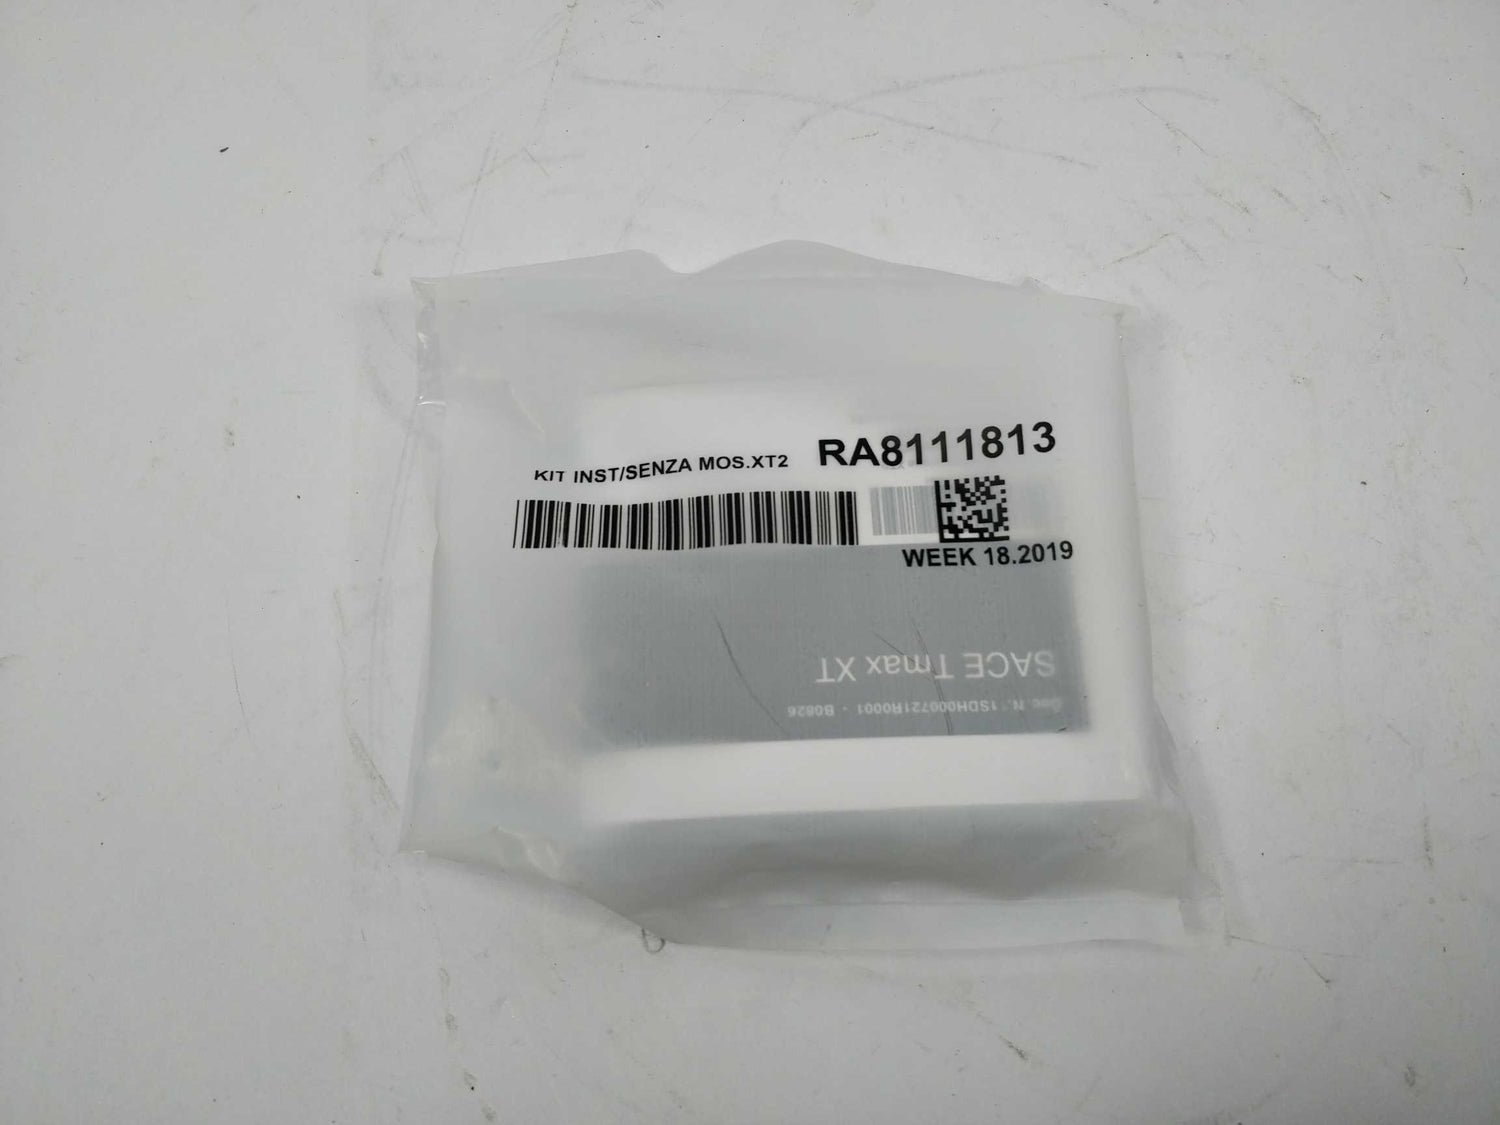 KIT INST/SENZA MOS.XT2 RA8111813
WEEK 18.2019
SACE Tmax XT
Doc. N.° 1SDH000721R0001 - B0826